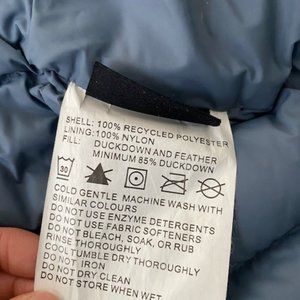 SHELL: 100% RECYCLED POLYESTER
LINING: 100% NYLON
FILL: DUCKDOWN AND FEATHER
MINIMUM 85% DUCKDOWN
30
COLD GENTLE MACHINE WASH WITH
SIMILAR COLOURS
DO NOT USE ENZYME DETERGENTS
DO NOT USE FABRIC SOFTENERS
DO NOT BLEACH, SOAK, OR RUB
RINSE THOROUGHLY
COOL TUMBLE DRY THOROUGHLY
DO NOT IRON
DO NOT DRY CLEAN
DO NOT STORE WHEN WET